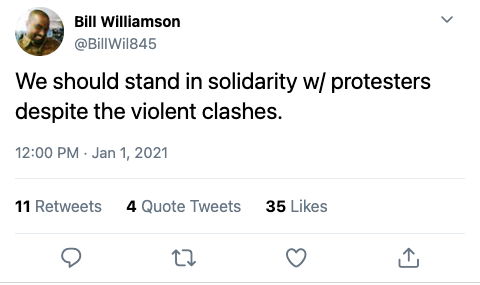 Bill Williamson
@BillWil845
We should stand in solidarity w/ protesters
despite the violent clashes.
12:00 PM · Jan 1, 2021
11 Retweets 4 Quote Tweets 35 Likes